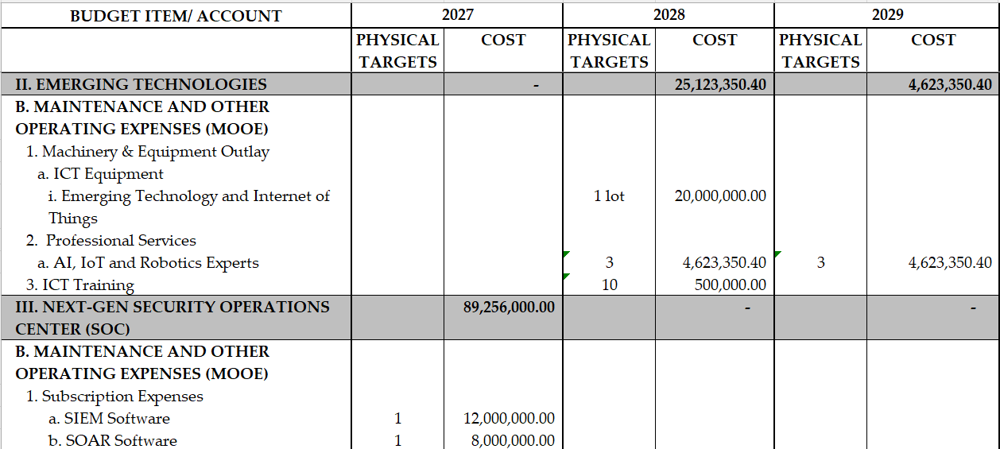 BUDGET ITEM/ ACCOUNT 2027 2028 2029
PHYSICAL COST PHYSICAL COST PHYSICAL COST
TARGETS TARGETS TARGETS
II. EMERGING TECHNOLOGIES - 25,123,350.40 4,623,350.40
B. MAINTENANCE AND OTHER
OPERATING EXPENSES (MOOE)
1. Machinery & Equipment Outlay
a. ICT Equipment
i. Emerging Technology and Internet of 1 lot 20,000,000.00
Things
2. Professional Services
a. AI, IoT and Robotics Experts 3 4,623,350.40 3 4,623,350.40
3. ICT Training 10 500,000.00
III. NEXT-GEN SECURITY OPERATIONS 89,256,000.00 - -
CENTER (SOC)
B. MAINTENANCE AND OTHER
OPERATING EXPENSES (MOOE)
1. Subscription Expenses
a. SIEM Software 1 12,000,000.00
b. SOAR Software 1 8,000,000.00